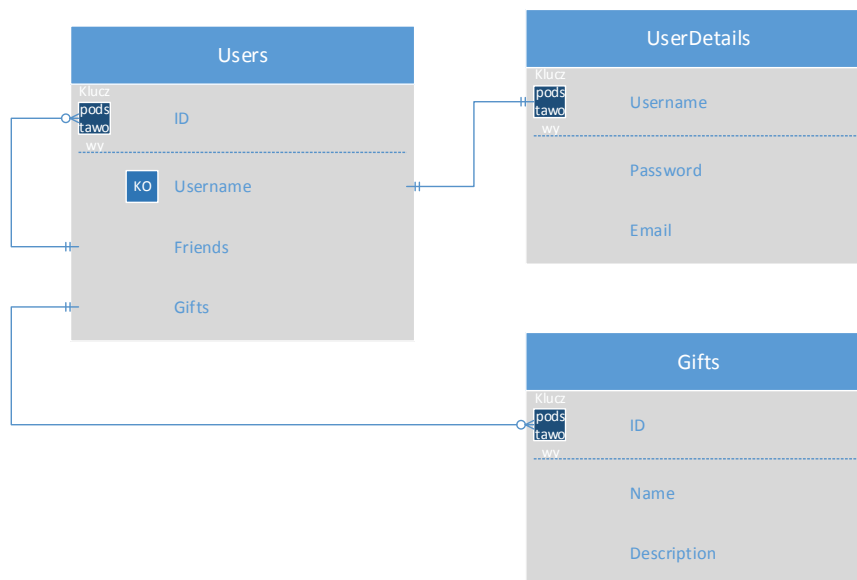 Users
Klucz
pods
tawo
wy
ID
KO
Username
Friends
Gifts
UserDetails
Klucz
pods
tawo
wy
Username
Password
Email
Gifts
Klucz
pods
tawo
wy
ID
Name
Description